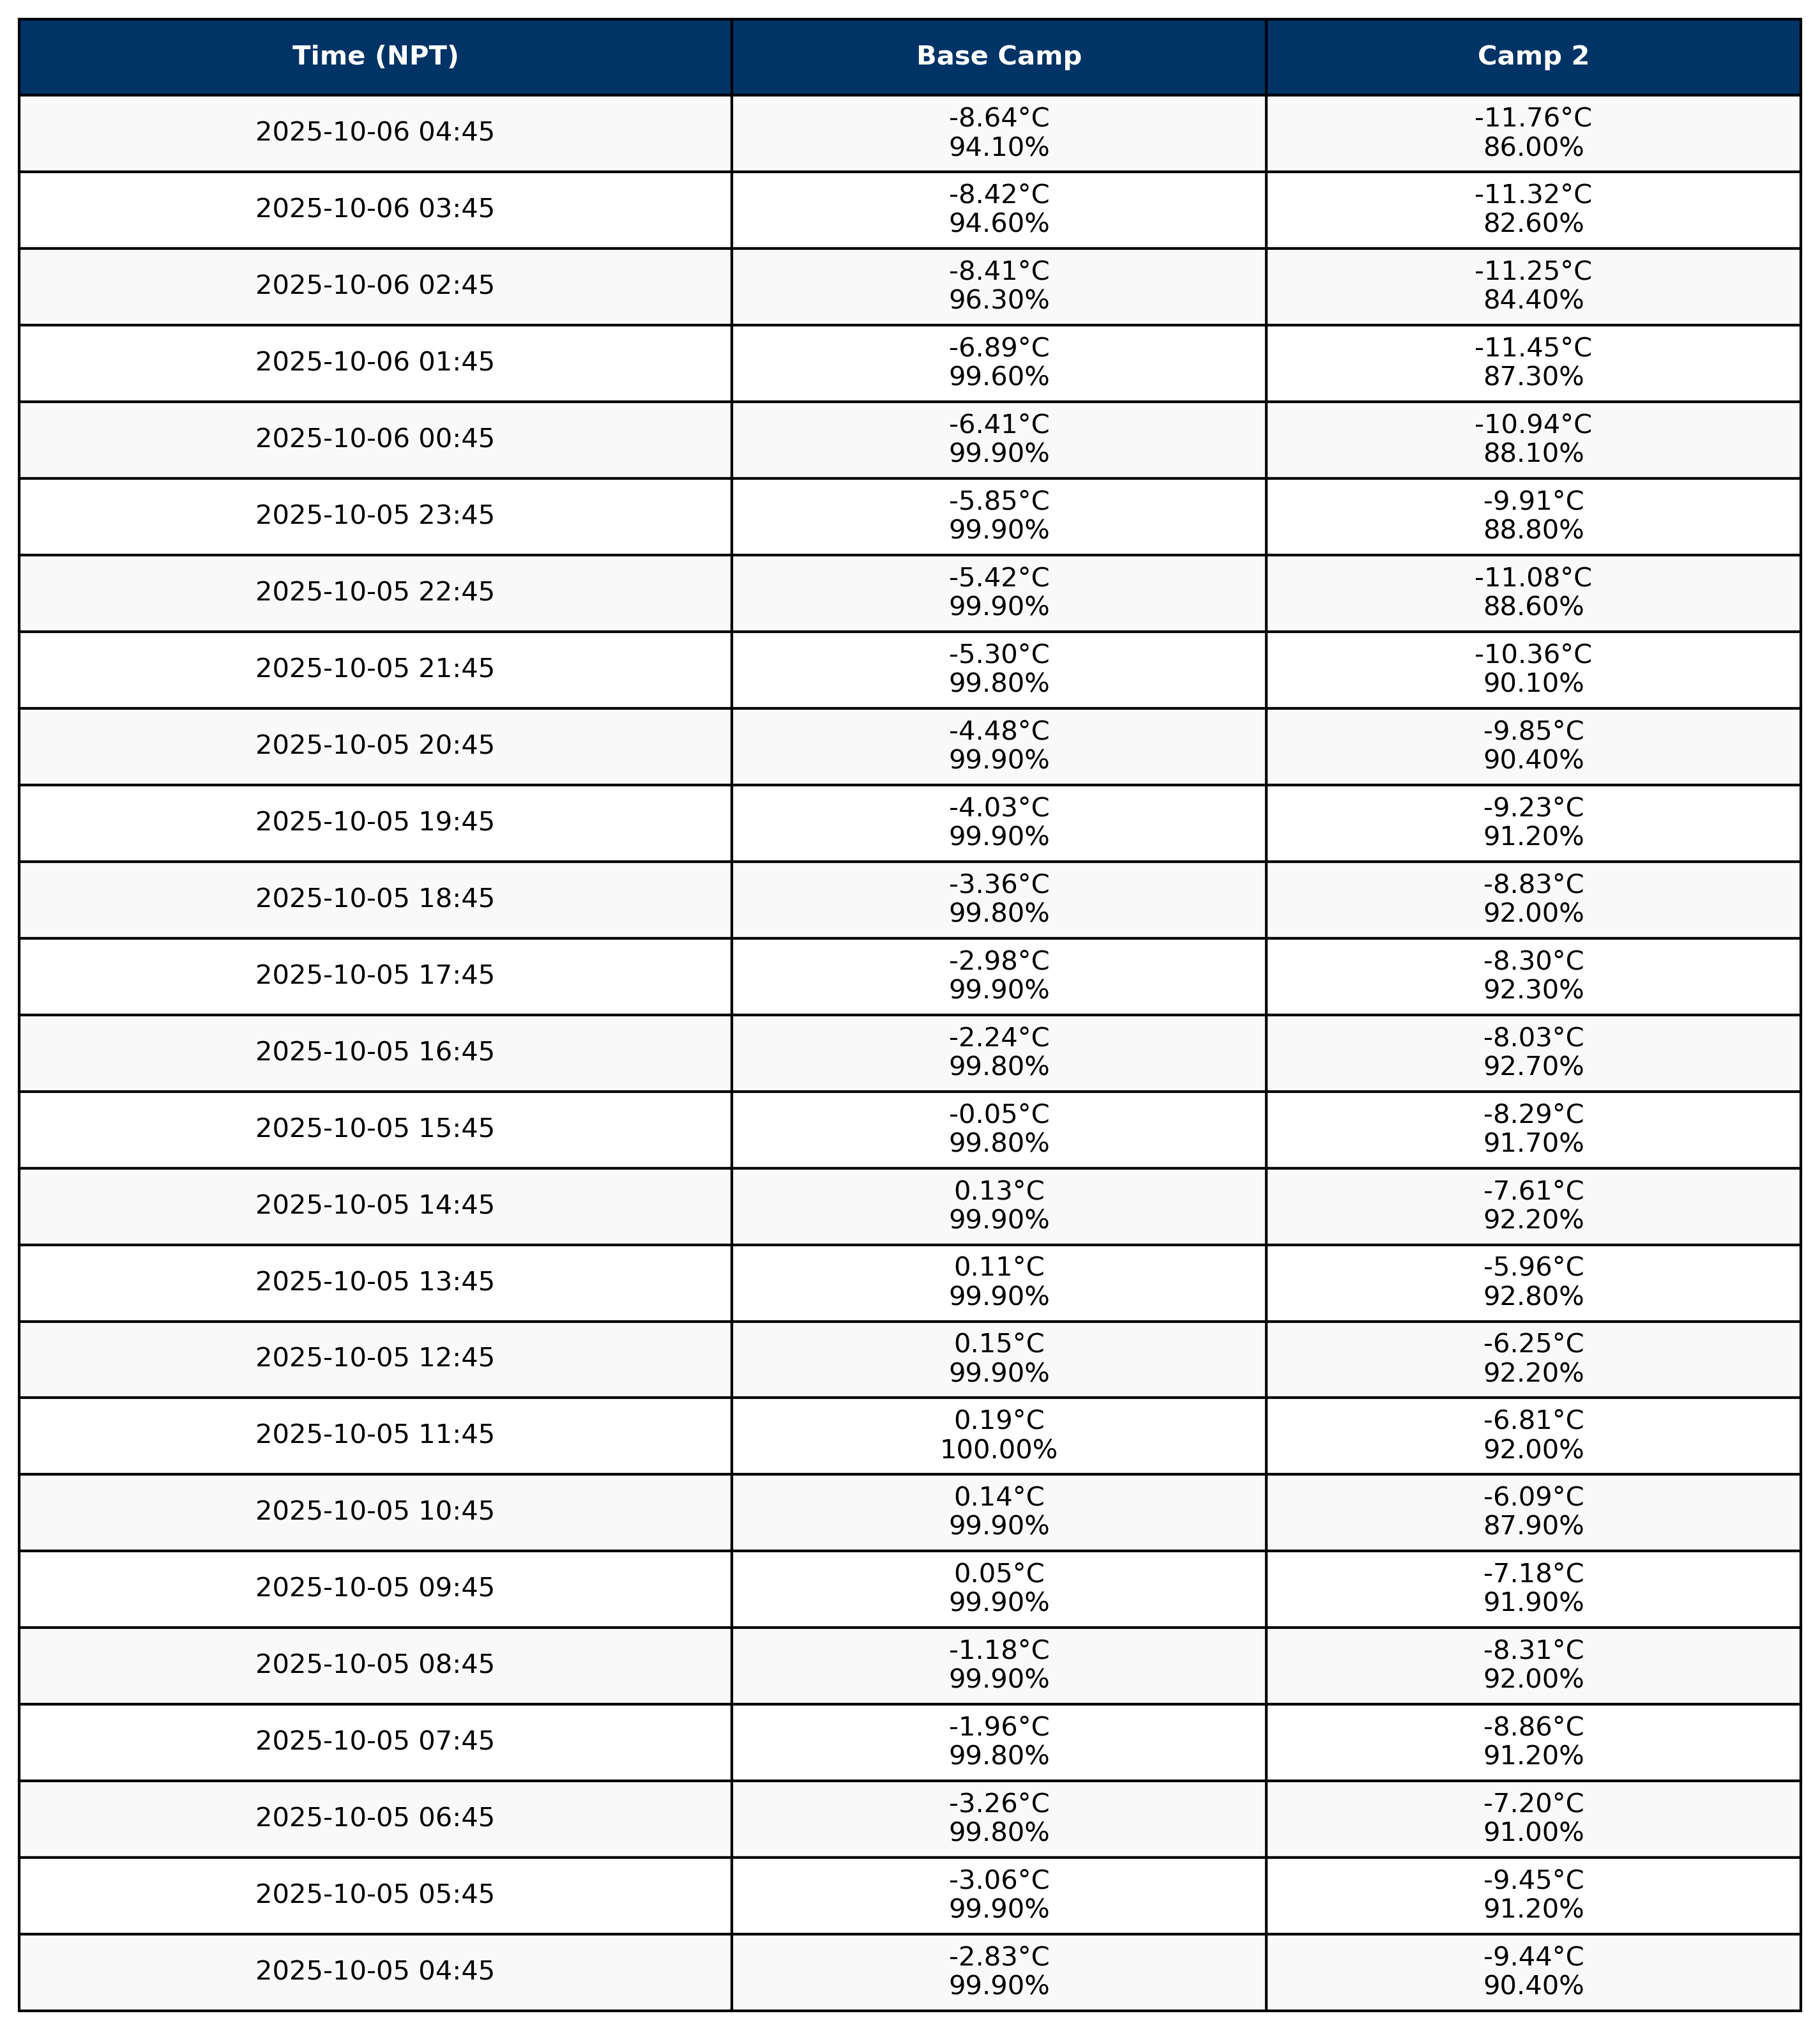 Time (NPT) Base Camp Camp 2
2025-10-06 04:45 -8.64°C -11.76°C
94.10% 86.00%
2025-10-06 03:45 -8.42°C -11.32°C
94.60% 82.60%
2025-10-06 02:45 -8.41°C -11.25°C
96.30% 84.40%
2025-10-06 01:45 -6.89°C -11.45°C
99.60% 87.30%
2025-10-06 00:45 -6.41°C -10.94°C
99.90% 88.10%
2025-10-05 23:45 -5.85°C -9.91°C
99.90% 88.80%
2025-10-05 22:45 -5.42°C -11.08°C
99.90% 88.60%
2025-10-05 21:45 -5.30°C -10.36°C
99.80% 90.10%
2025-10-05 20:45 -4.48°C -9.85°C
99.90% 90.40%
2025-10-05 19:45 -4.03°C -9.23°C
99.90% 91.20%
2025-10-05 18:45 -3.36°C -8.83°C
99.80% 92.00%
2025-10-05 17:45 -2.98°C -8.30°C
99.90% 92.30%
2025-10-05 16:45 -2.24°C -8.03°C
99.80% 92.70%
2025-10-05 15:45 -0.05°C -8.29°C
99.80% 91.70%
2025-10-05 14:45 0.13°C -7.61°C
99.90% 92.20%
2025-10-05 13:45 0.11°C -5.96°C
99.90% 92.80%
2025-10-05 12:45 0.15°C -6.25°C
99.90% 92.20%
2025-10-05 11:45 0.19°C -6.81°C
100.00% 92.00%
2025-10-05 10:45 0.14°C -6.09°C
99.90% 87.90%
2025-10-05 09:45 0.05°C -7.18°C
99.90% 91.90%
2025-10-05 08:45 -1.18°C -8.31°C
99.90% 92.00%
2025-10-05 07:45 -1.96°C -8.86°C
99.80% 91.20%
2025-10-05 06:45 -3.26°C -7.20°C
99.80% 91.00%
2025-10-05 05:45 -3.06°C -9.45°C
99.90% 91.20%
2025-10-05 04:45 -2.83°C -9.44°C
99.90% 90.40%